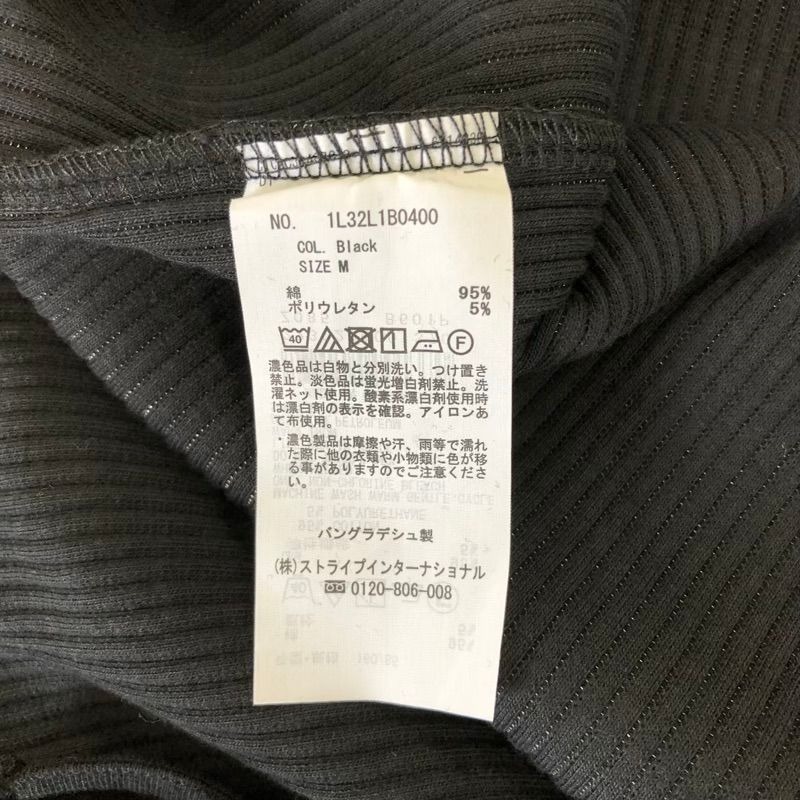 NO. 1L32L1B0400
COL. Black
SIZE M
綿 95%
ポリウレタン 5%
40 F
濃色品は白物と分別洗い。つけ置き
禁止。淡色品は蛍光増白剤禁止。洗
濯ネット使用。酸素系漂白剤使用時
は漂白剤の表示を確認。アイロンあ
て布使用。
・濃色製品は摩擦や汗、雨等で濡れ
た際に他の衣類や小物類に色が移
る事がありますのでご注意くださ
い。
バングラデシュ製
(株)ストライプインターナショナル
0120-806-008